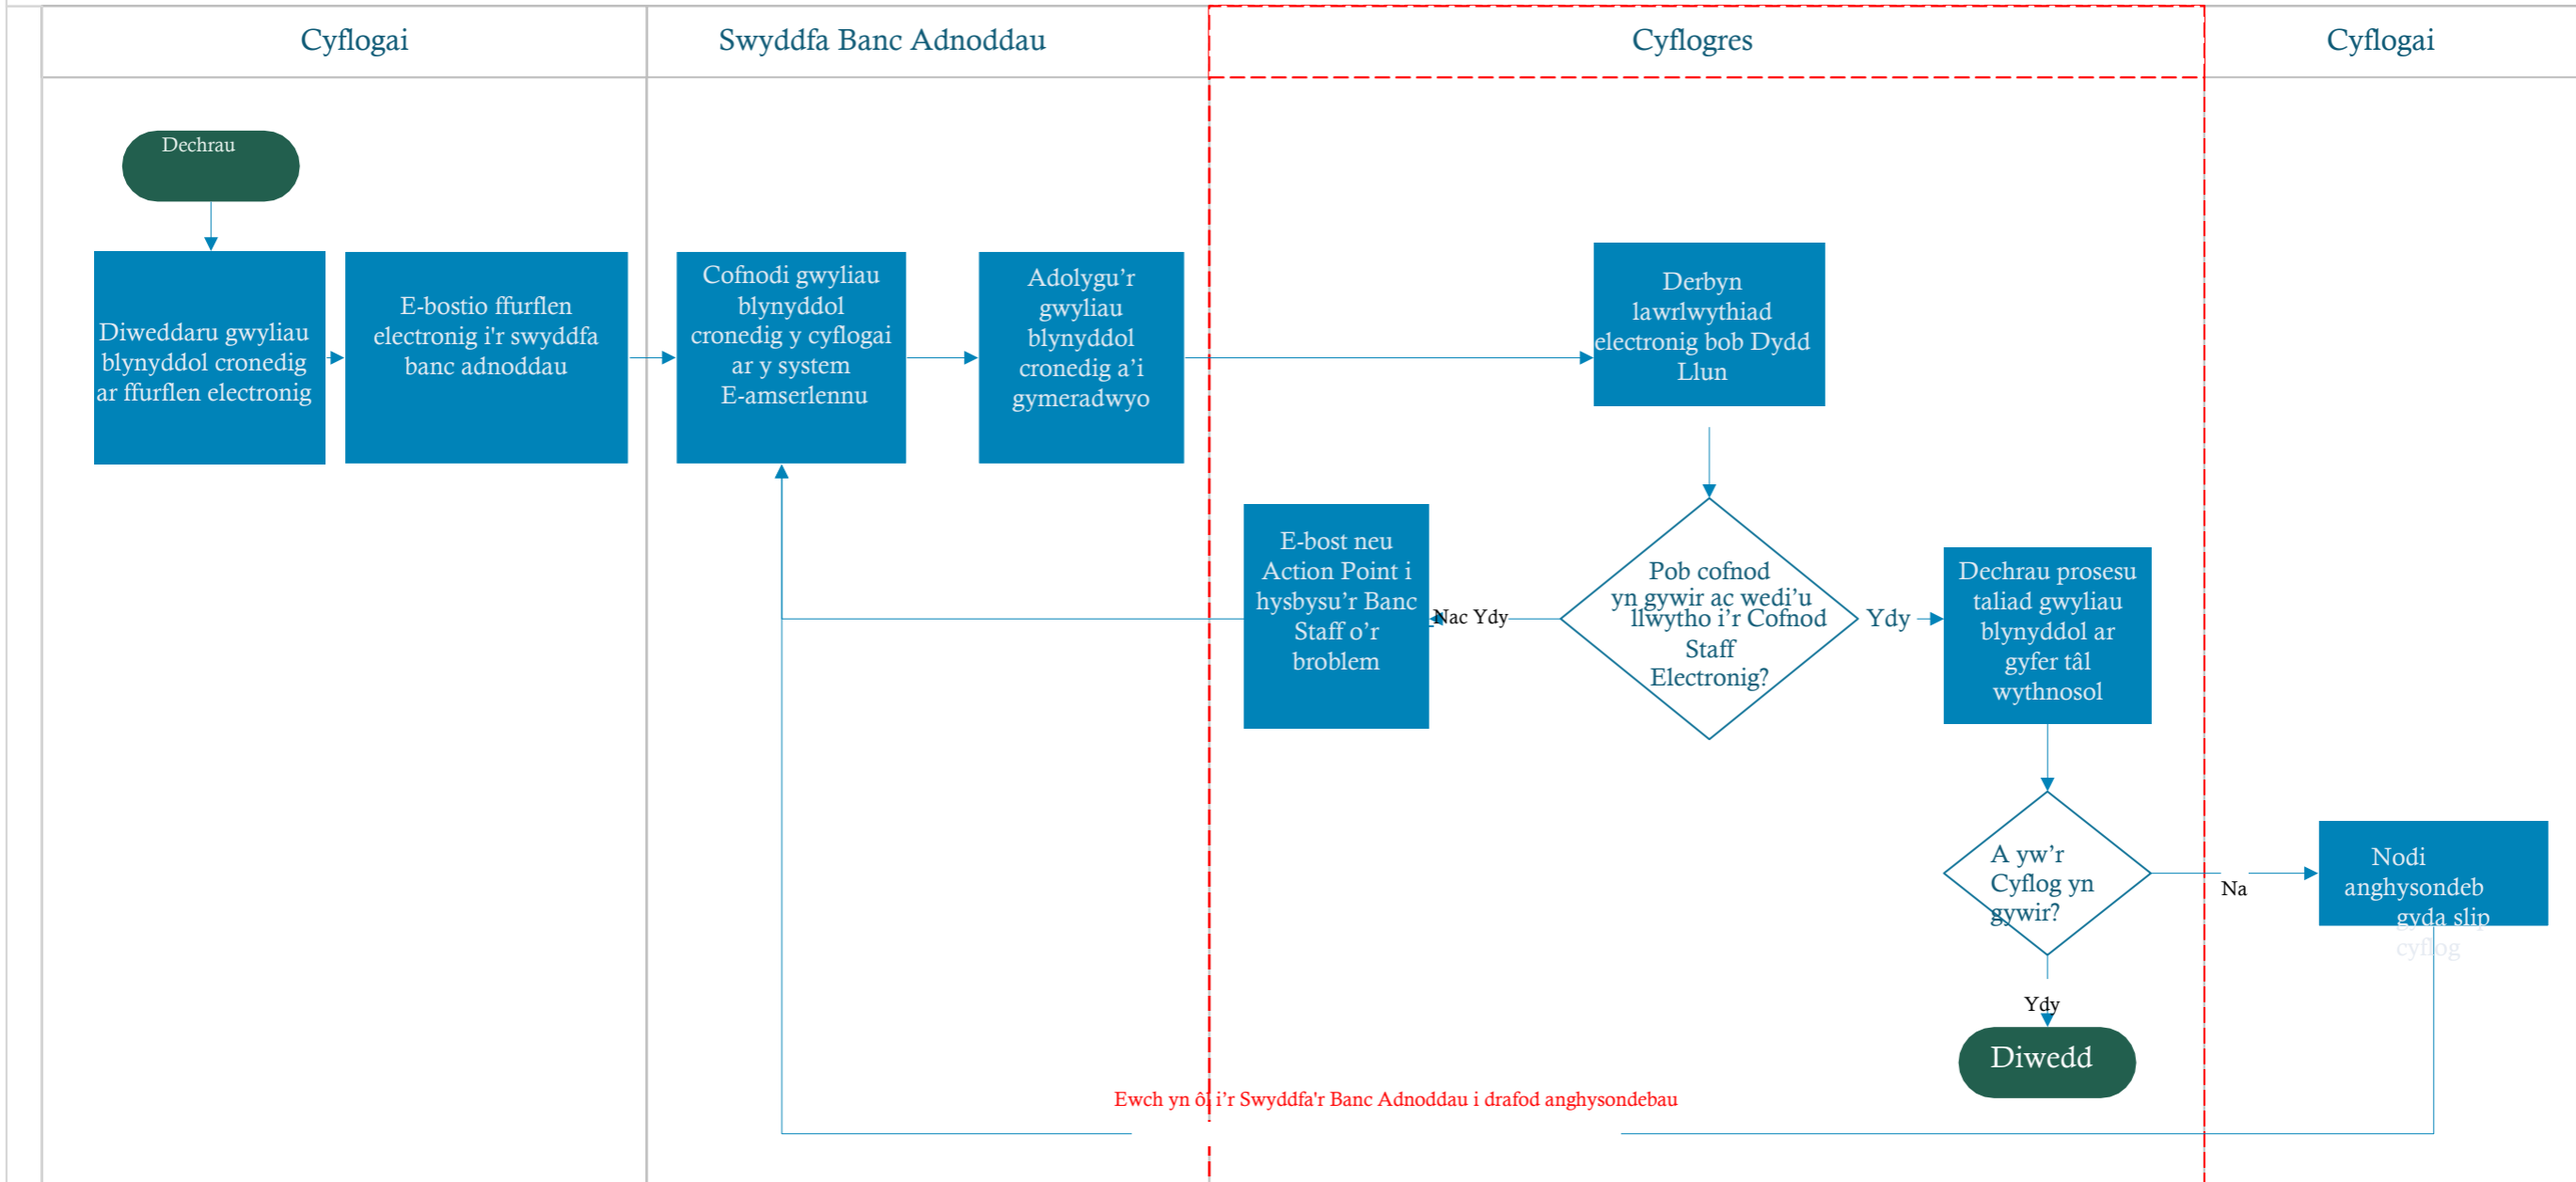 Cyflogai
Swyddfa Banc Adnoddau
Cyflogres
Cyflogai
Dechrau
Diweddaru gwyliau
blynyddol cronedig
ar ffurflen electronig
E-bostio ffurflen
electronig i'r swyddfa
banc adnoddau
Cofnodi gwyliau
blynyddol
cronedig y cyflogai
ar y system
E-amserlennu
Adolygu’r
gwyliau
blynyddol
cronedig a’i
gymeradwyo
Derbyn
lawrlwythiad
electronig bob Dydd
Llun
E-bost neu
Action Point i
hysbysu’r Banc
Staff o’r
broblem
Nac Ydy
Pob cofnod
yn gywir ac wedi’u
llwytho i’r Cofnod
Staff
Electronig?
Ydy
Dechrau prosesu
taliad gwyliau
blynyddol ar
gyfer tâl
wythnosol
A yw’r
Cyflog yn
gywir?
Na
Nodi
anghysondeb
gyda slip
cyflog
Ydy
Diwedd
Ewch yn ôl i’r Swyddfa'r Banc Adnoddau i drafod anghysondebau